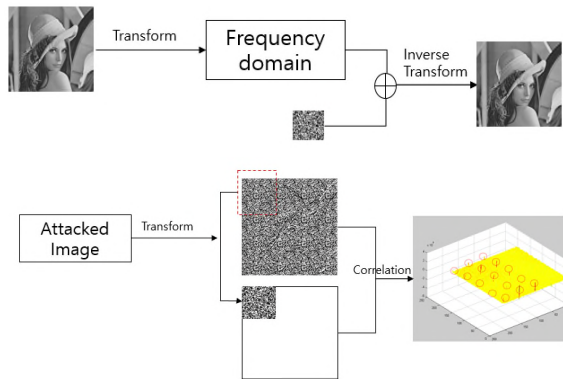 Transform
Frequency
domain
Inverse
Transform
Attacked
Image
Transform
Correlation